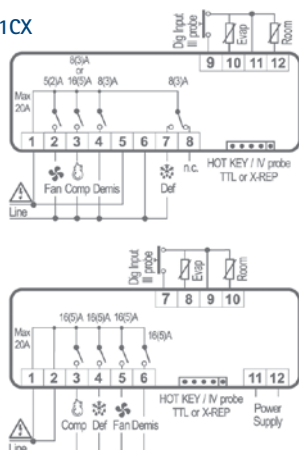 1CX
Dig Input
III probe
Evap
Room
9 10 11 12
8(3)A
or
5(2)A 16(5)A 8(3)A
8(3)A
Max
20A
1 2 3 4 5 6 7 8
n.c.
HOT KEY / IV probe
TTL or X-REP
Fan Comp Demis
Def
Line
Dig Input
III probe
Evap
Room
7 8 9 10
16(5)A 16(5)A 16(5)A
16(5)A
Max
20A
1 2 3 4 5 6
11 12
HOT KEY / IV probe
TTL or X-REP
Power
Supply
Comp Def Fan Demis
Line